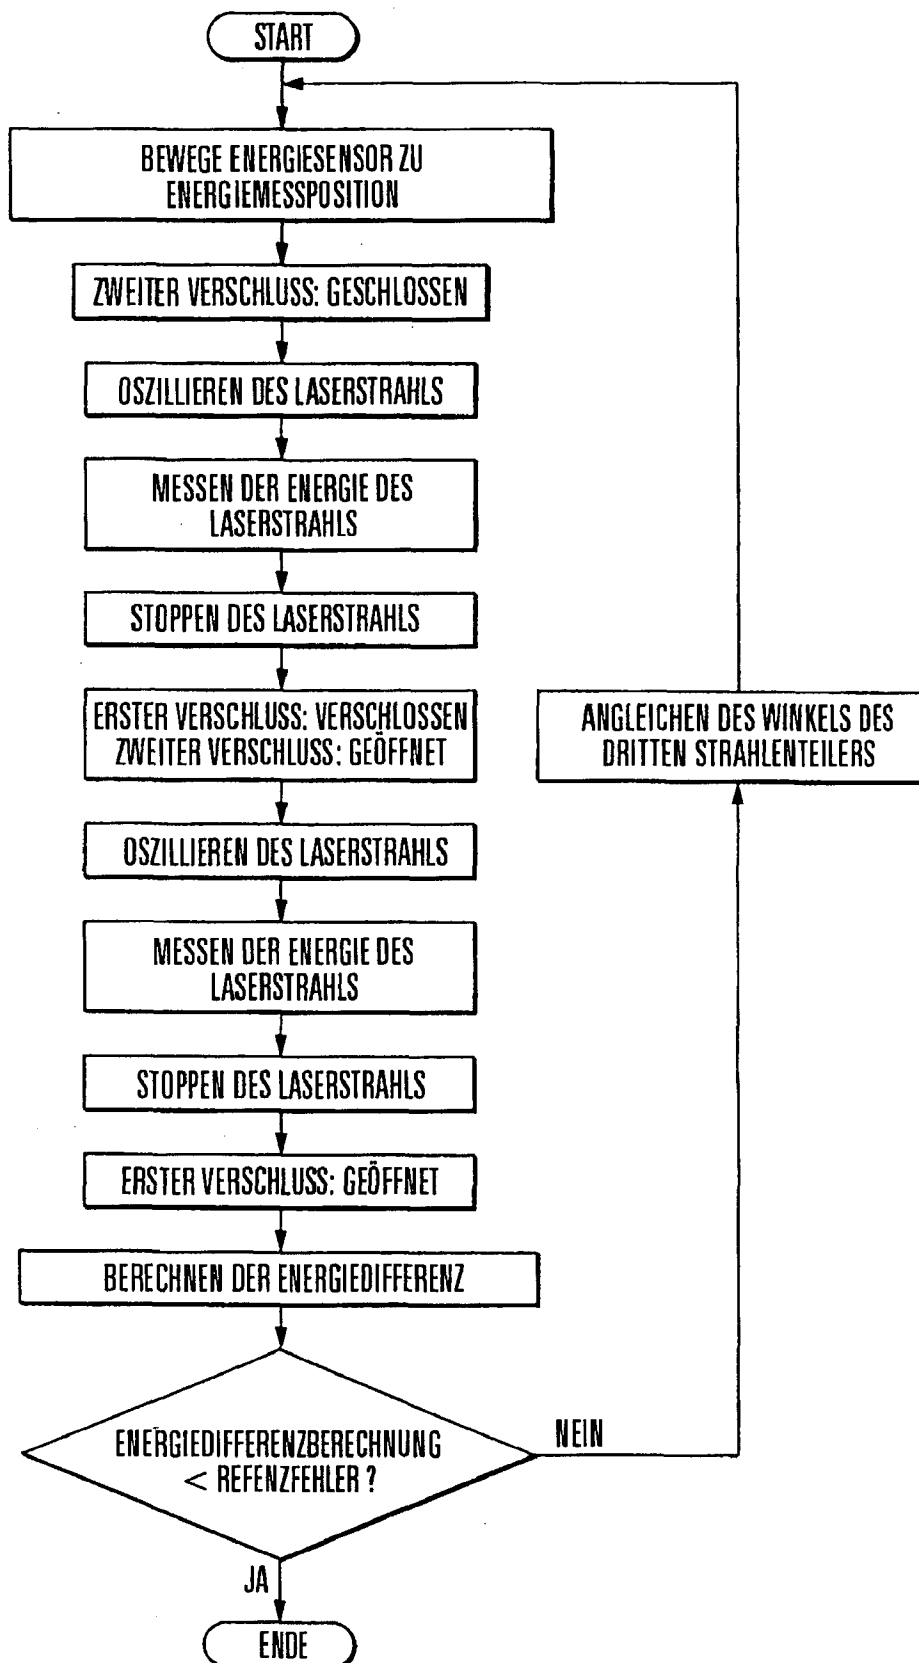 START
BEWEGE ENERGIESENSOR ZU
ENERGIEMESSPOSITION
ZWEITER VERSCHLUSS: GESCHLOSSEN
OSZILLIEREN DES LASERSTRAHLS
MESSEN DER ENERGIE DES
LASERSTRAHLS
STOPPEN DES LASERSTRAHLS
ERSTER VERSCHLUSS: VERSCHLOSSEN
ZWEITER VERSCHLUSS: GEÖFFNET
ANGLEICHEN DES WINKELS DES
DRITTEN STRAHLENTEILERS
OSZILLIEREN DES LASERSTRAHLS
MESSEN DER ENERGIE DES
LASERSTRAHLS
STOPPEN DES LASERSTRAHLS
ERSTER VERSCHLUSS: GEÖFFNET
BERECHNEN DER ENERGIEDIFFERENZ
ENERGIEDIFFERENZBERECHNUNG
< REFENZFEHLER ?
NEIN
JA
ENDE